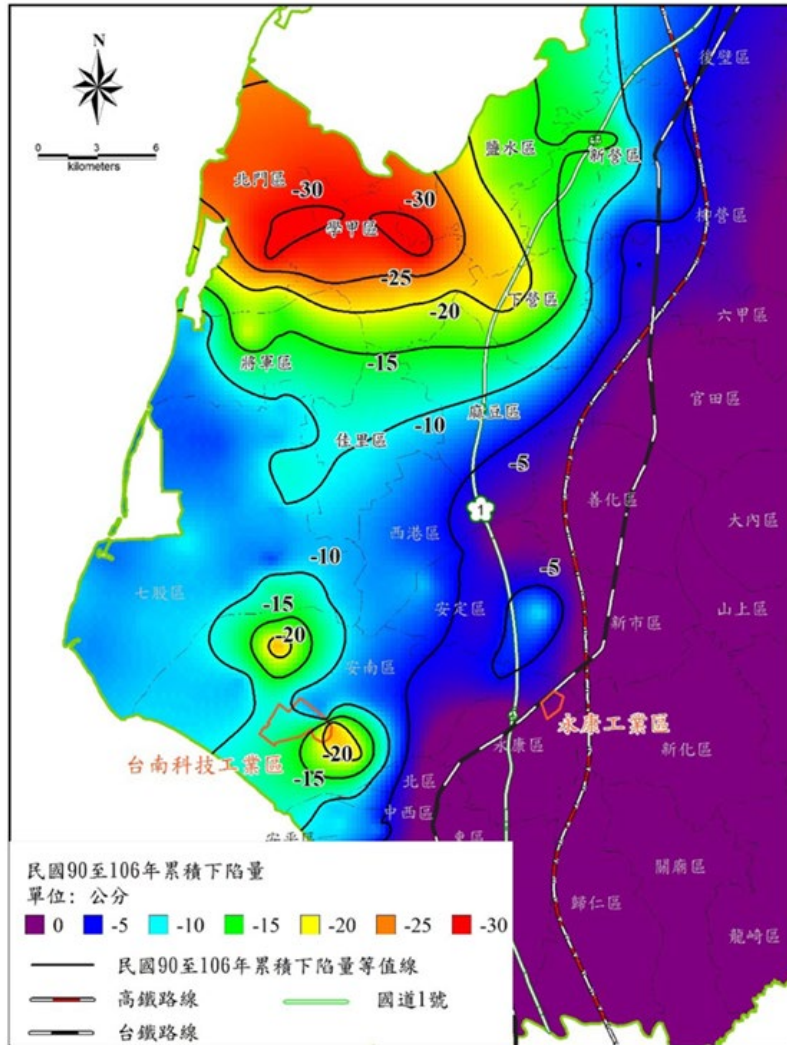 N
0 3 6
kilometers
後壁區
鹽水區
新營區
北門區
-30
-30
學甲區
柳營區
-25
下營區
-20
六甲區
-15
將軍區
官田區
麻豆區
-10
佳里區
-5
善化區
1
大內區
西港區
-10
-5
七股區
-15
安定區
山上區
新市區
-20
安南區
永康工業區
永康區
新化區
-20
台南科技工業區
-15
北區
中西區
安平區
東區
關廟區
歸仁區
龍崎區
民國90至106年累積下陷量
單位: 公分
0 -5 -10 -15 -20 -25 -30
民國90至106年累積下陷量等值線
高鐵路線 國道1號
台鐵路線